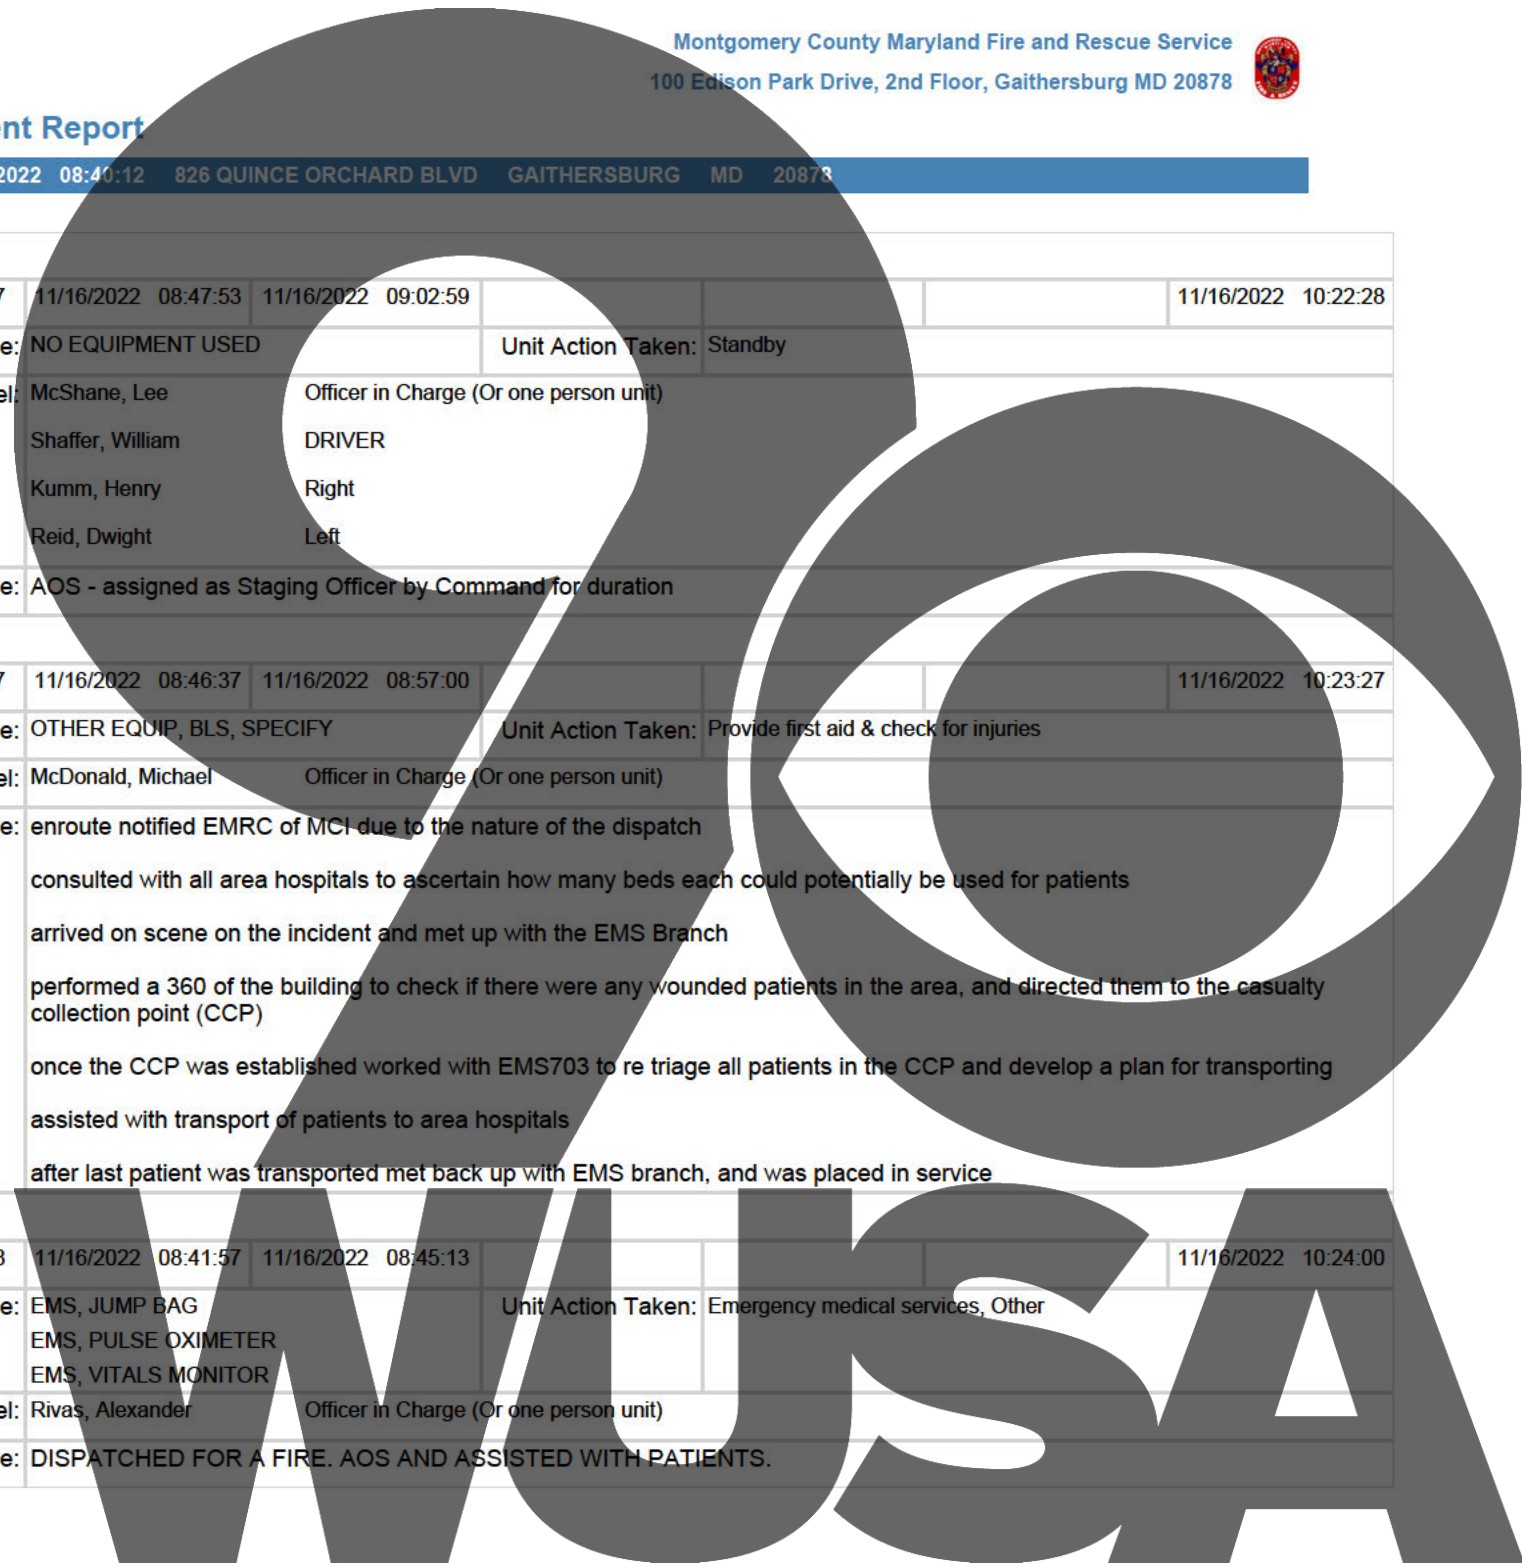 Montgomery County Maryland Fire and Rescue Service
100 Edison Park Drive, 2nd Floor, Gaithersburg MD 20878
nt Report
2022 08:40:12 826 QUINCE ORCHARD BLVD GAITHERSBURG MD 20878
7 11/16/2022 08:47:53 11/16/2022 09:02:59 11/16/2022 10:22:28
e: NO EQUIPMENT USED Unit Action Taken: Standby
el: McShane, Lee Officer in Charge (Or one person unit)
Shaffer, William DRIVER
Kumm, Henry Right
Reid, Dwight Left
e: AOS - assigned as Staging Officer by Command for duration
7 11/16/2022 08:46:37 11/16/2022 08:57:00 11/16/2022 10:23:27
e: OTHER EQUIP, BLS, SPECIFY Unit Action Taken: Provide first aid & check for injuries
el: McDonald, Michael Officer in Charge (Or one person unit)
e: enroute notified EMRC of MCI due to the nature of the dispatch
consulted with all area hospitals to ascertain how many beds each could potentially be used for patients
arrived on scene on the incident and met up with the EMS Branch
performed a 360 of the building to check if there were any wounded patients in the area, and directed them to the casualty
collection point (CCP)
once the CCP was established worked with EMS703 to re triage all patients in the CCP and develop a plan for transporting
assisted with transport of patients to area hospitals
after last patient was transported met back up with EMS branch, and was placed in service
3 11/16/2022 08:41:57 11/16/2022 08:45:13 11/16/2022 10:24:00
e: EMS, JUMP BAG Unit Action Taken: Emergency medical services, Other
EMS, PULSE OXIMETER
EMS, VITALS MONITOR
el: Rivas, Alexander Officer in Charge (Or one person unit)
e: DISPATCHED FOR A FIRE. AOS AND ASSISTED WITH PATIENTS.
9
WUSA